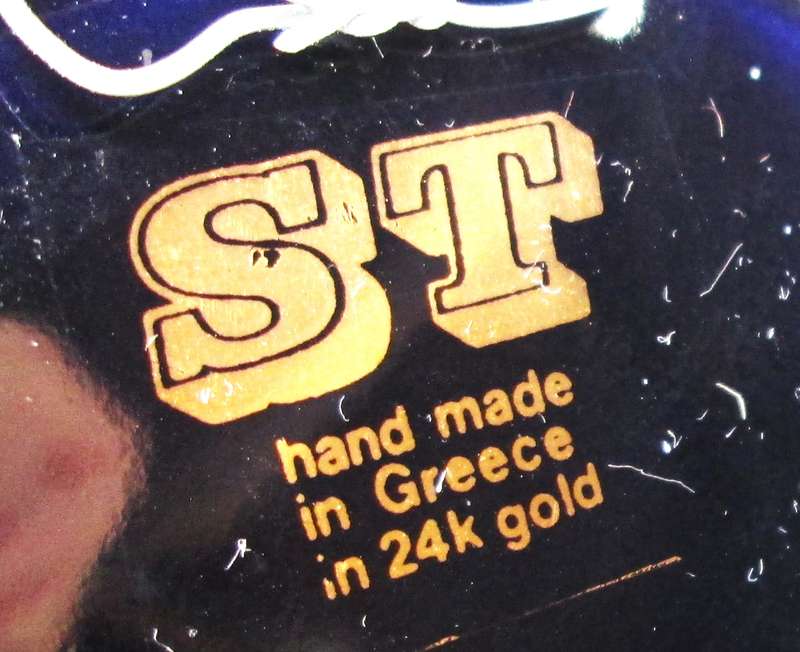 ST
hand made
in Greece
in 24k gold